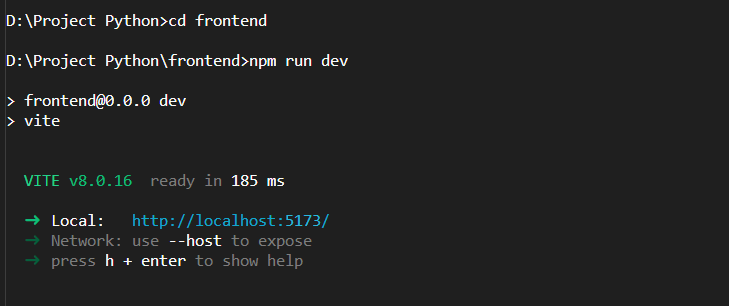 D:\Project Python>cd frontend
D:\Project Python\frontend>npm run dev
> frontend@0.0.0 dev
> vite
VITE v8.0.16  ready in 185 ms
➜  Local:   http://localhost:5173/
➜  Network: use --host to expose
➜  press h + enter to show help